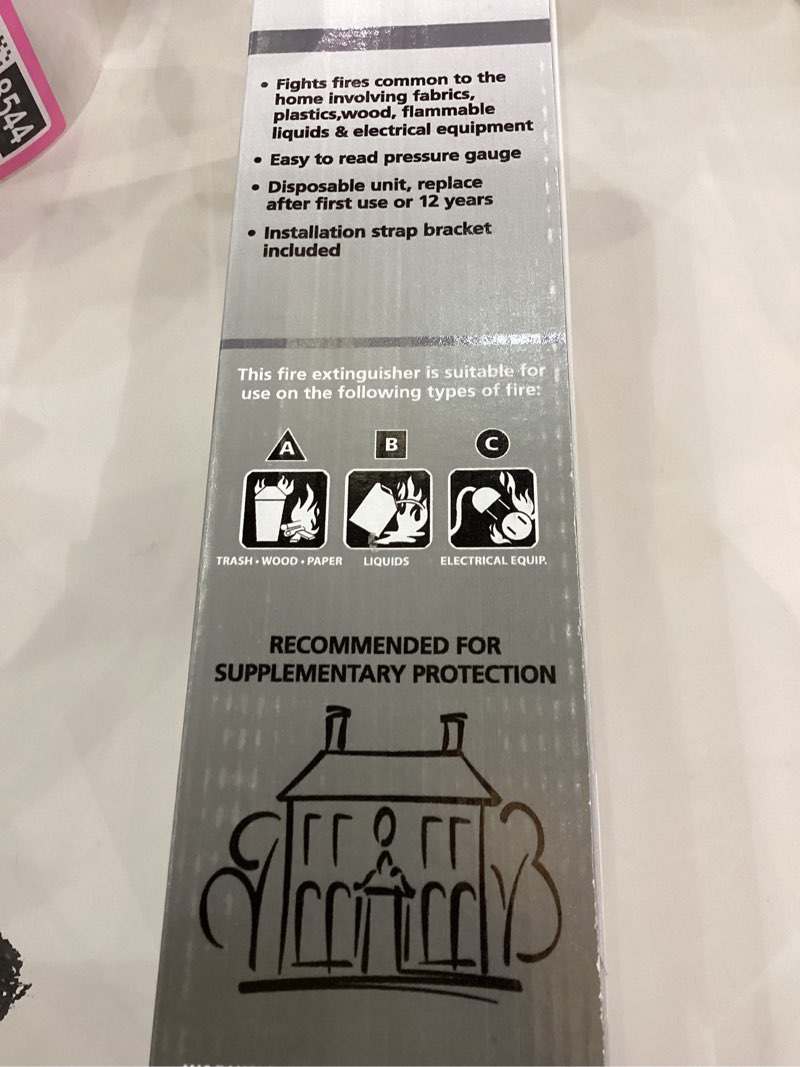 8544
• Fights fires common to the
home involving fabrics,
plastics,wood, flammable
liquids & electrical equipment
• Easy to read pressure gauge
• Disposable unit, replace
after first use or 12 years
• Installation strap bracket
included
This fire extinguisher is suitable for
use on the following types of fire:
A B C
TRASH • WOOD • PAPER LIQUIDS ELECTRICAL EQUIP.
RECOMMENDED FOR
SUPPLEMENTARY PROTECTION